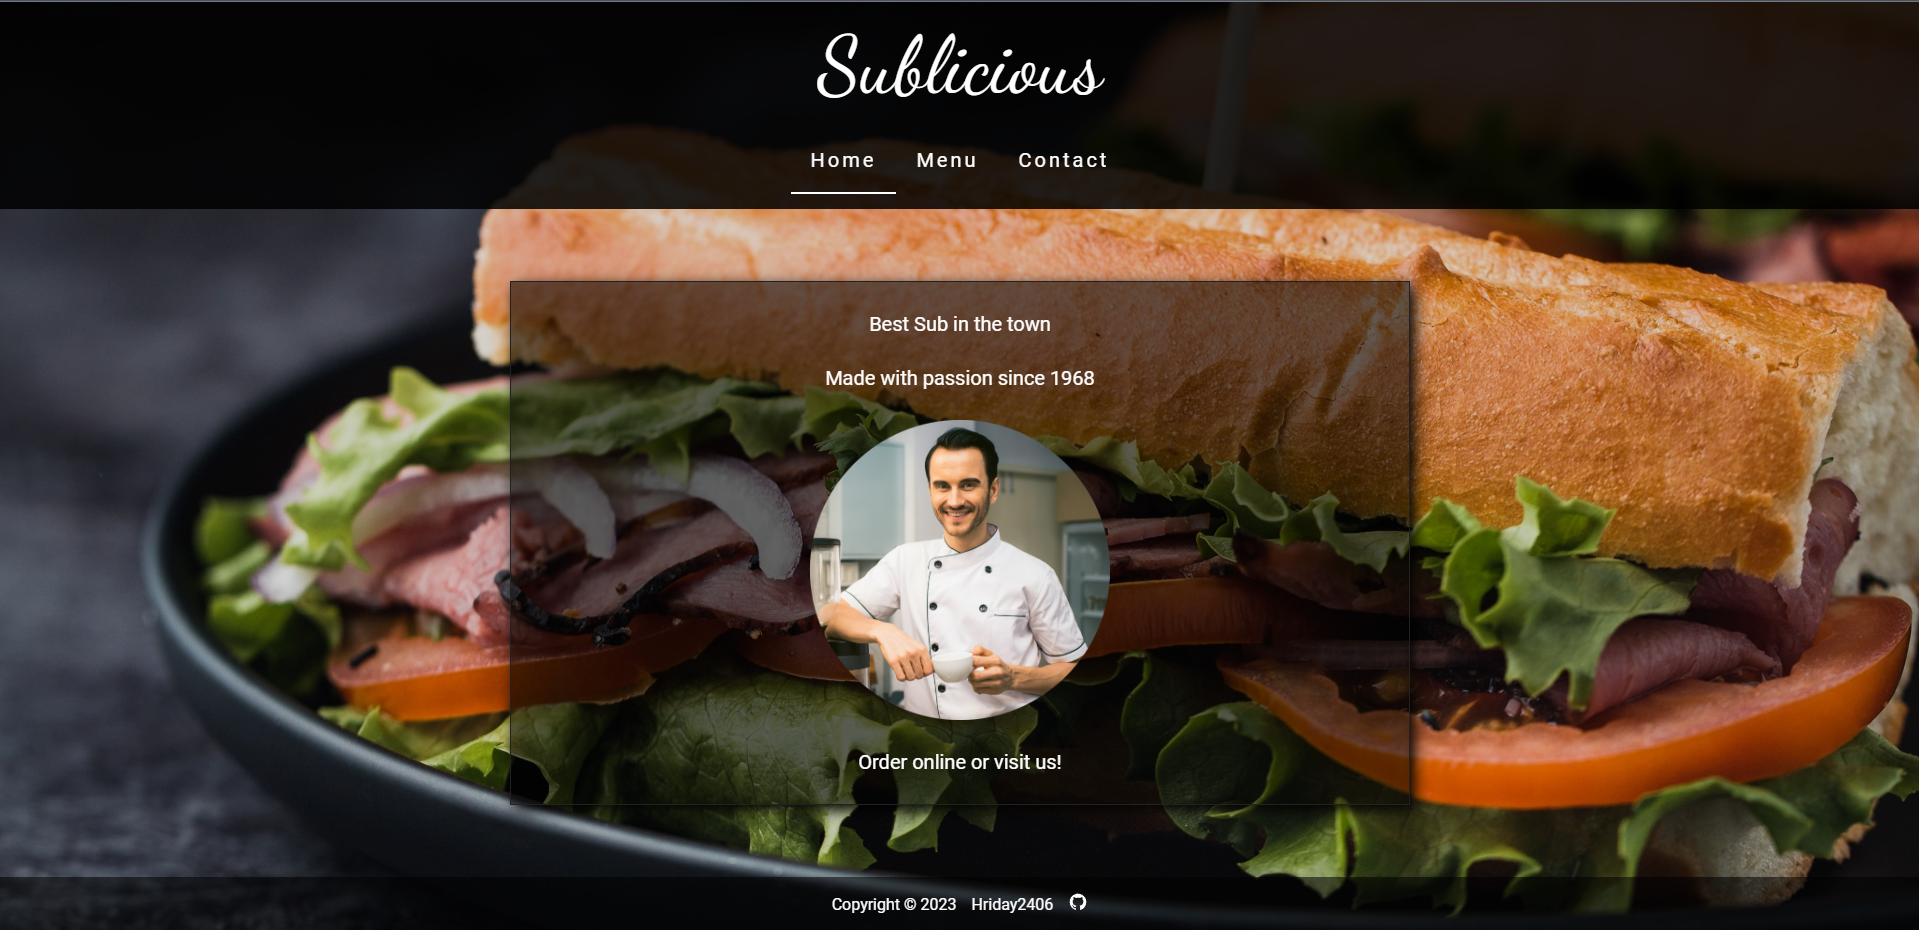 Sublicious
Home Menu Contact
Best Sub in the town
Made with passion since 1968
Order online or visit us!
Copyright © 2023 Hriday2406